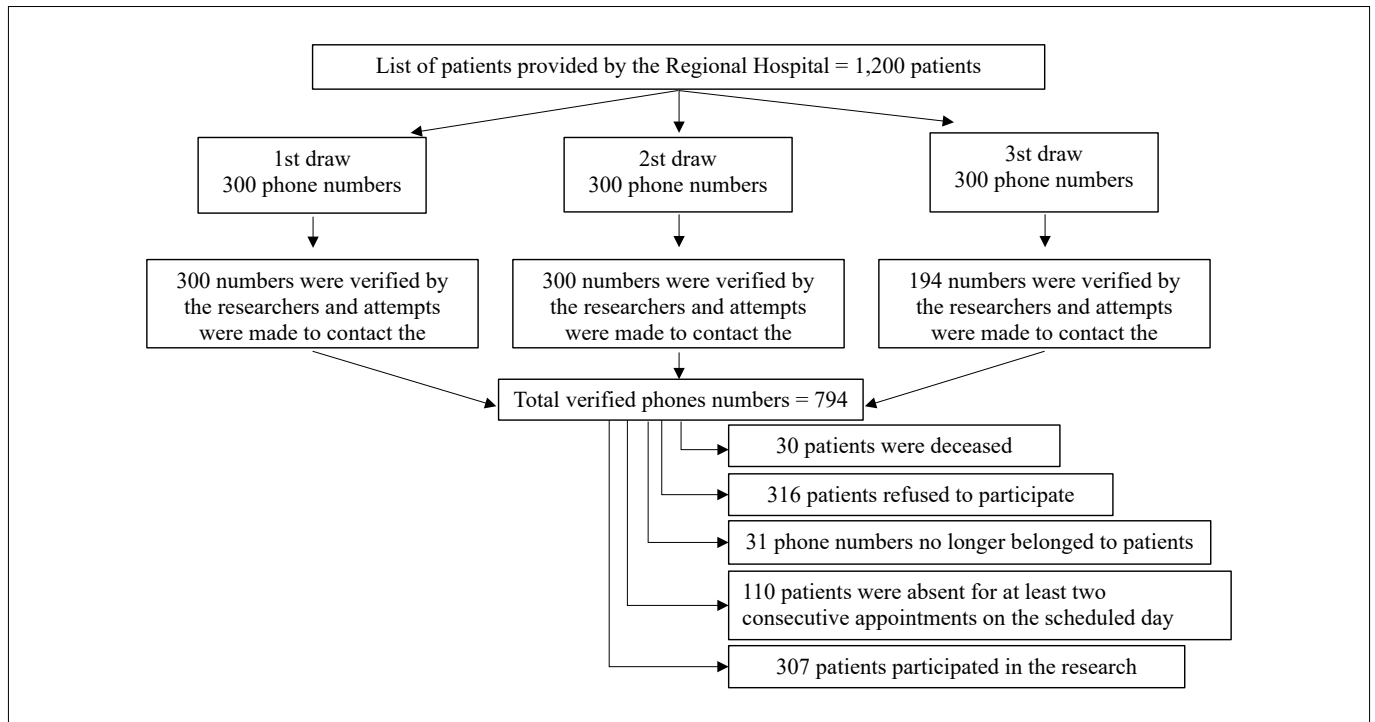 List of patients provided by the Regional Hospital = 1,200 patients
1st draw
300 phone numbers
2st draw
300 phone numbers
3st draw
300 phone numbers
300 numbers were verified by
the researchers and attempts
were made to contact the
300 numbers were verified by
the researchers and attempts
were made to contact the
194 numbers were verified by
the researchers and attempts
were made to contact the
Total verified phones numbers = 794
30 patients were deceased
316 patients refused to participate
31 phone numbers no longer belonged to patients
110 patients were absent for at least two
consecutive appointments on the scheduled day
307 patients participated in the research